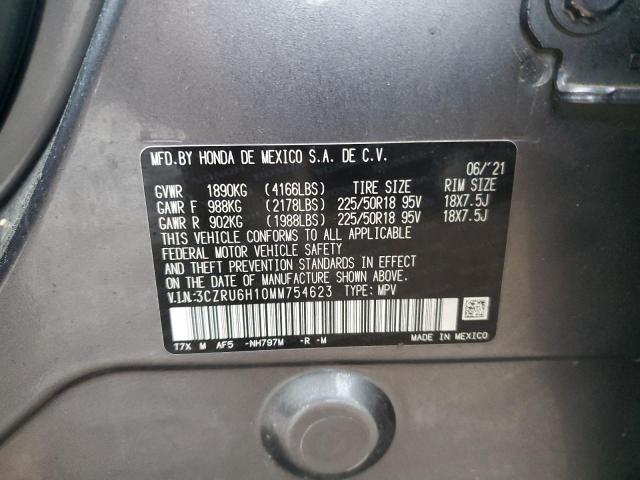 MFD.BY HONDA DE MEXICO S.A. DE C.V.
06/'21
GVWR 1890KG (4166LBS) TIRE SIZE RIM SIZE
GAWR F 988KG (2178LBS) 225/50R18 95V 18X7.5J
GAWR R 902KG (1988LBS) 225/50R18 95V 18X7.5J
THIS VEHICLE CONFORMS TO ALL APPLICABLE
FEDERAL MOTOR VEHICLE SAFETY
AND THEFT PREVENTION STANDARDS IN EFFECT
ON THE DATE OF MANUFACTURE SHOWN ABOVE.
V.I.N.:3CZRU6H10MM754623 TYPE: MPV
T7X M AF5 -NH797M -R -M
MADE IN MEXICO